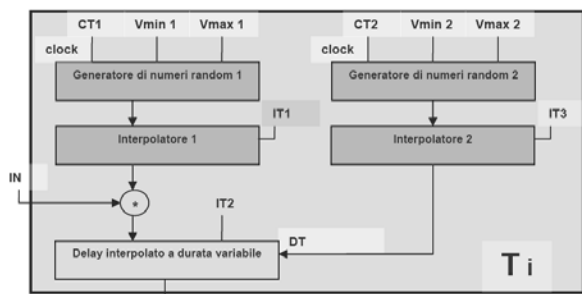 CT1 Vmin 1 Vmax 1 CT2 Vmin 2 Vmax 2
clock clock
Generatore di numeri random 1 Generatore di numeri random 2
IT1 IT3
Interpolatore 1 Interpolatore 2
IN
*
IT2
Delay interpolato a durata variabile DT
T i